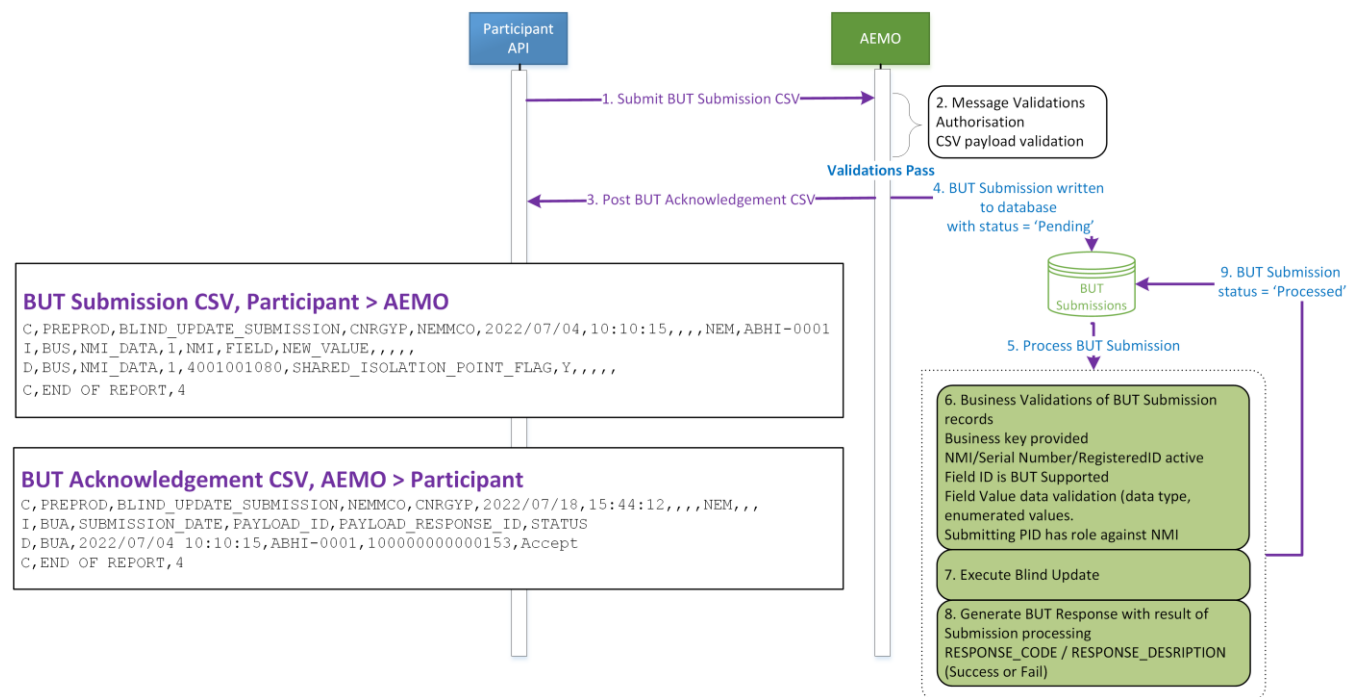 Participant
API
AEMO
1. Submit BUT Submission CSV
2. Message Validations
Authorisation
CSV payload validation
Validations Pass
3. Post BUT Acknowledgement CSV
4. BUT Submission written
to database
with status = ‘Pending’
BUT
Submissions
9. BUT Submission
status = ‘Processed’
5. Process BUT Submission
BUT Submission CSV, Participant > AEMO
C,PREPROD,BLIND_UPDATE_SUBMISSION,CNRGYP,NEMMCO,2022/07/04,10:10:15,,,,NEM,ABHI-0001
I,BUS,NMI_DATA,1,NMI,FIELD,NEW_VALUE,,,,,
D,BUS,NMI_DATA,1,4001001080,SHARED_ISOLATION_POINT_FLAG,Y,,,,,
C,END OF REPORT,4
BUT Acknowledgement CSV, AEMO > Participant
C,PREPROD,BLIND_UPDATE_SUBMISSION,NEMMCO,CNRGYP,2022/07/18,15:44:12,,,,NEM,,,
I,BUA,SUBMISSION_DATE,PAYLOAD_ID,PAYLOAD_RESPONSE_ID,STATUS
D,BUA,2022/07/04 10:10:15,ABHI-0001,100000000000153,Accept
C,END OF REPORT,4
6. Business Validations of BUT Submission
records
Business key provided
NMI/Serial Number/RegisteredID active
Field ID is BUT Supported
Field Value data validation (data type,
enumerated values.
Submitting PID has role against NMI
7. Execute Blind Update
8. Generate BUT Response with result of
Submission processing
RESPONSE_CODE / RESPONSE_DESRIPTION
(Success or Fail)